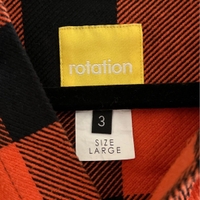 rotation
3
SIZE
LARGE